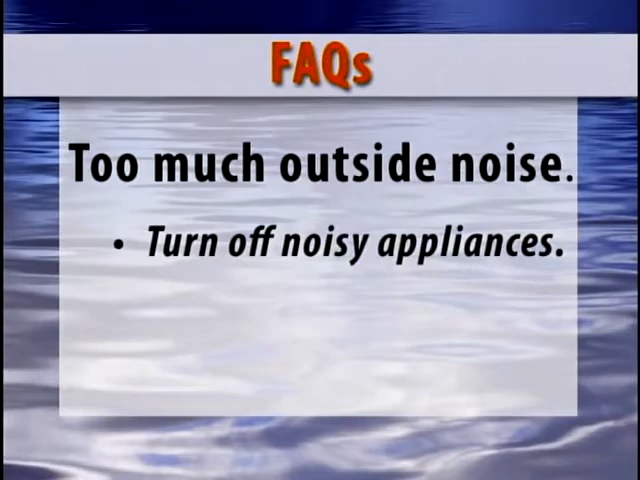 FAQs
Too much outside noise.
• Turn off noisy appliances.